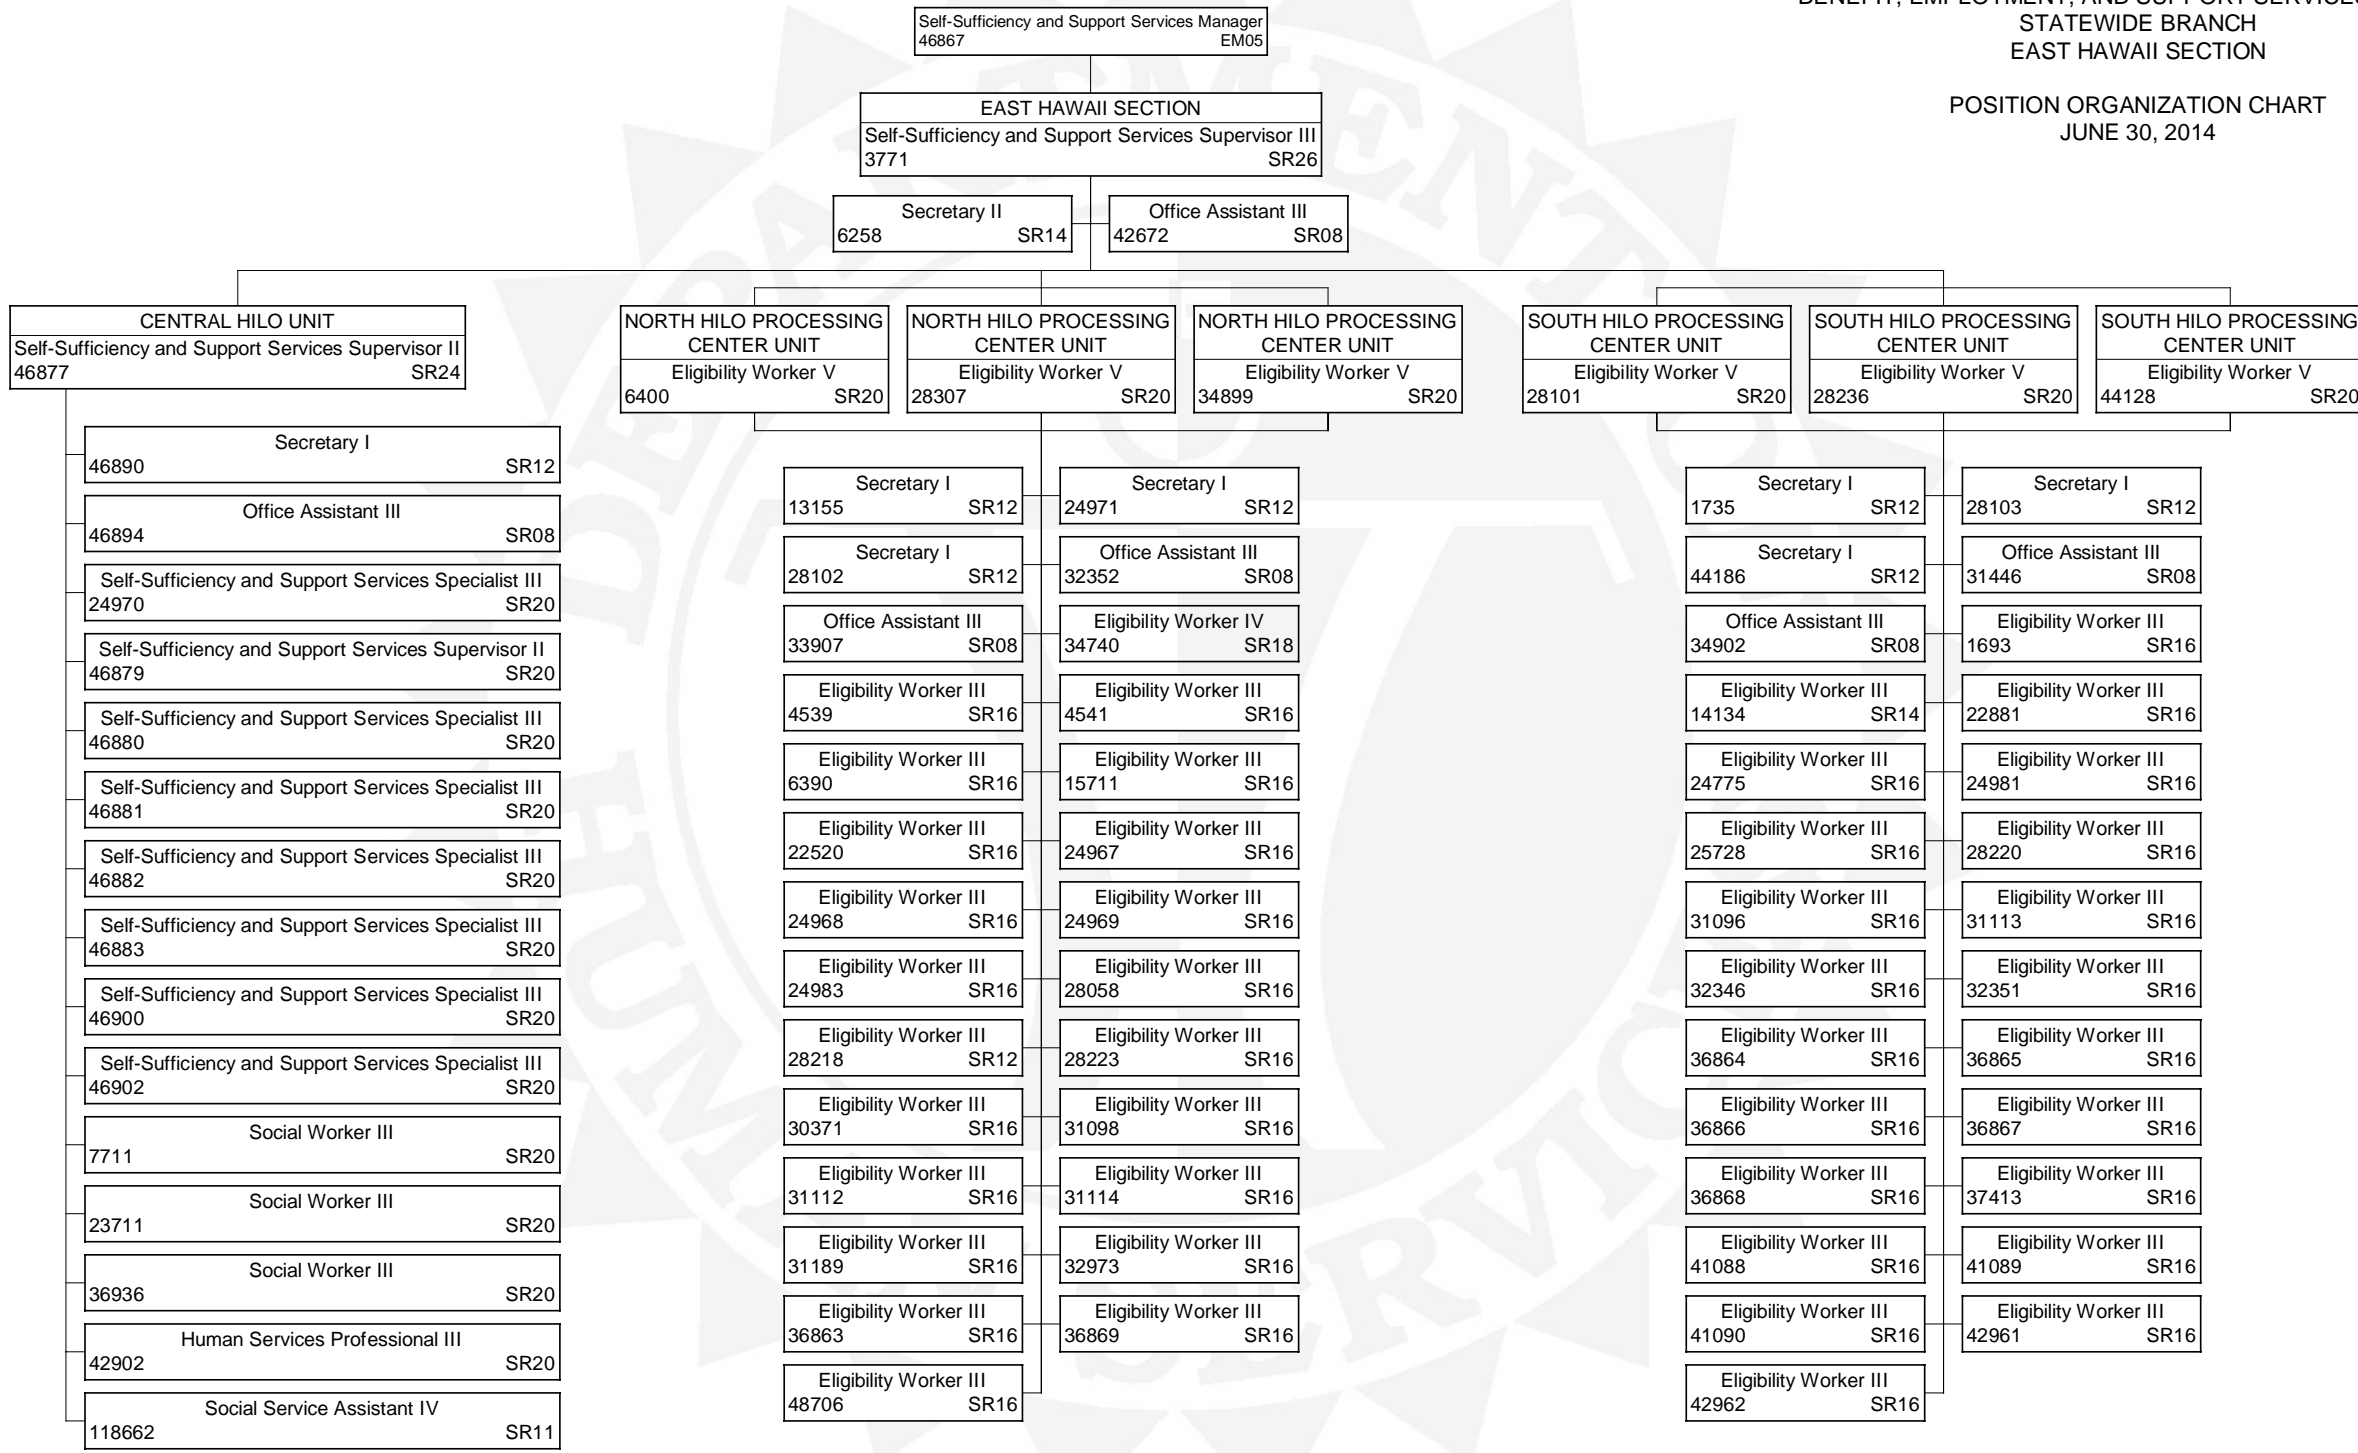 BENEFIT, EMPLOYMENT, AND SUPPORT SERVICES
STATEWIDE BRANCH
EAST HAWAII SECTION
POSITION ORGANIZATION CHART
JUNE 30, 2014
Self-Sufficiency and Support Services Manager
46867 EM05
EAST HAWAII SECTION
Self-Sufficiency and Support Services Supervisor III
3771 SR26
Secretary II
6258 SR14
Office Assistant III
42672 SR08
CENTRAL HILO UNIT
Self-Sufficiency and Support Services Supervisor II
46877 SR24
Secretary I
46890 SR12
Office Assistant III
46894 SR08
Self-Sufficiency and Support Services Specialist III
24970 SR20
Self-Sufficiency and Support Services Supervisor II
46879 SR20
Self-Sufficiency and Support Services Specialist III
46880 SR20
Self-Sufficiency and Support Services Specialist III
46881 SR20
Self-Sufficiency and Support Services Specialist III
46882 SR20
Self-Sufficiency and Support Services Specialist III
46883 SR20
Self-Sufficiency and Support Services Specialist III
46900 SR20
Self-Sufficiency and Support Services Specialist III
46902 SR20
Social Worker III
7711 SR20
Social Worker III
23711 SR20
Social Worker III
36936 SR20
Human Services Professional III
42902 SR20
Social Service Assistant IV
118662 SR11
NORTH HILO PROCESSING
CENTER UNIT
Eligibility Worker V
6400 SR20
NORTH HILO PROCESSING
CENTER UNIT
Eligibility Worker V
28307 SR20
NORTH HILO PROCESSING
CENTER UNIT
Eligibility Worker V
34899 SR20
Secretary I
13155 SR12
Secretary I
24971 SR12
Secretary I
28102 SR12
Office Assistant III
32352 SR08
Office Assistant III
33907 SR08
Eligibility Worker IV
34740 SR18
Eligibility Worker III
4539 SR16
Eligibility Worker III
4541 SR16
Eligibility Worker III
6390 SR16
Eligibility Worker III
15711 SR16
Eligibility Worker III
22520 SR16
Eligibility Worker III
24967 SR16
Eligibility Worker III
24968 SR16
Eligibility Worker III
24969 SR16
Eligibility Worker III
24983 SR16
Eligibility Worker III
28058 SR16
Eligibility Worker III
28218 SR12
Eligibility Worker III
28223 SR16
Eligibility Worker III
30371 SR16
Eligibility Worker III
31098 SR16
Eligibility Worker III
31112 SR16
Eligibility Worker III
31114 SR16
Eligibility Worker III
31189 SR16
Eligibility Worker III
32973 SR16
Eligibility Worker III
36863 SR16
Eligibility Worker III
36869 SR16
Eligibility Worker III
48706 SR16
SOUTH HILO PROCESSING
CENTER UNIT
Eligibility Worker V
28101 SR20
SOUTH HILO PROCESSING
CENTER UNIT
Eligibility Worker V
28236 SR20
SOUTH HILO PROCESSING
CENTER UNIT
Eligibility Worker V
44128 SR20
Secretary I
1735 SR12
Secretary I
28103 SR12
Secretary I
44186 SR12
Office Assistant III
31446 SR08
Office Assistant III
34902 SR08
Eligibility Worker III
1693 SR16
Eligibility Worker III
14134 SR14
Eligibility Worker III
22881 SR16
Eligibility Worker III
24775 SR16
Eligibility Worker III
24981 SR16
Eligibility Worker III
25728 SR16
Eligibility Worker III
28220 SR16
Eligibility Worker III
31096 SR16
Eligibility Worker III
31113 SR16
Eligibility Worker III
32346 SR16
Eligibility Worker III
32351 SR16
Eligibility Worker III
36864 SR16
Eligibility Worker III
36865 SR16
Eligibility Worker III
36866 SR16
Eligibility Worker III
36867 SR16
Eligibility Worker III
36868 SR16
Eligibility Worker III
37413 SR16
Eligibility Worker III
41088 SR16
Eligibility Worker III
41089 SR16
Eligibility Worker III
41090 SR16
Eligibility Worker III
42961 SR16
Eligibility Worker III
42962 SR16
DEPARTMENT OF
HUMAN SERVICES